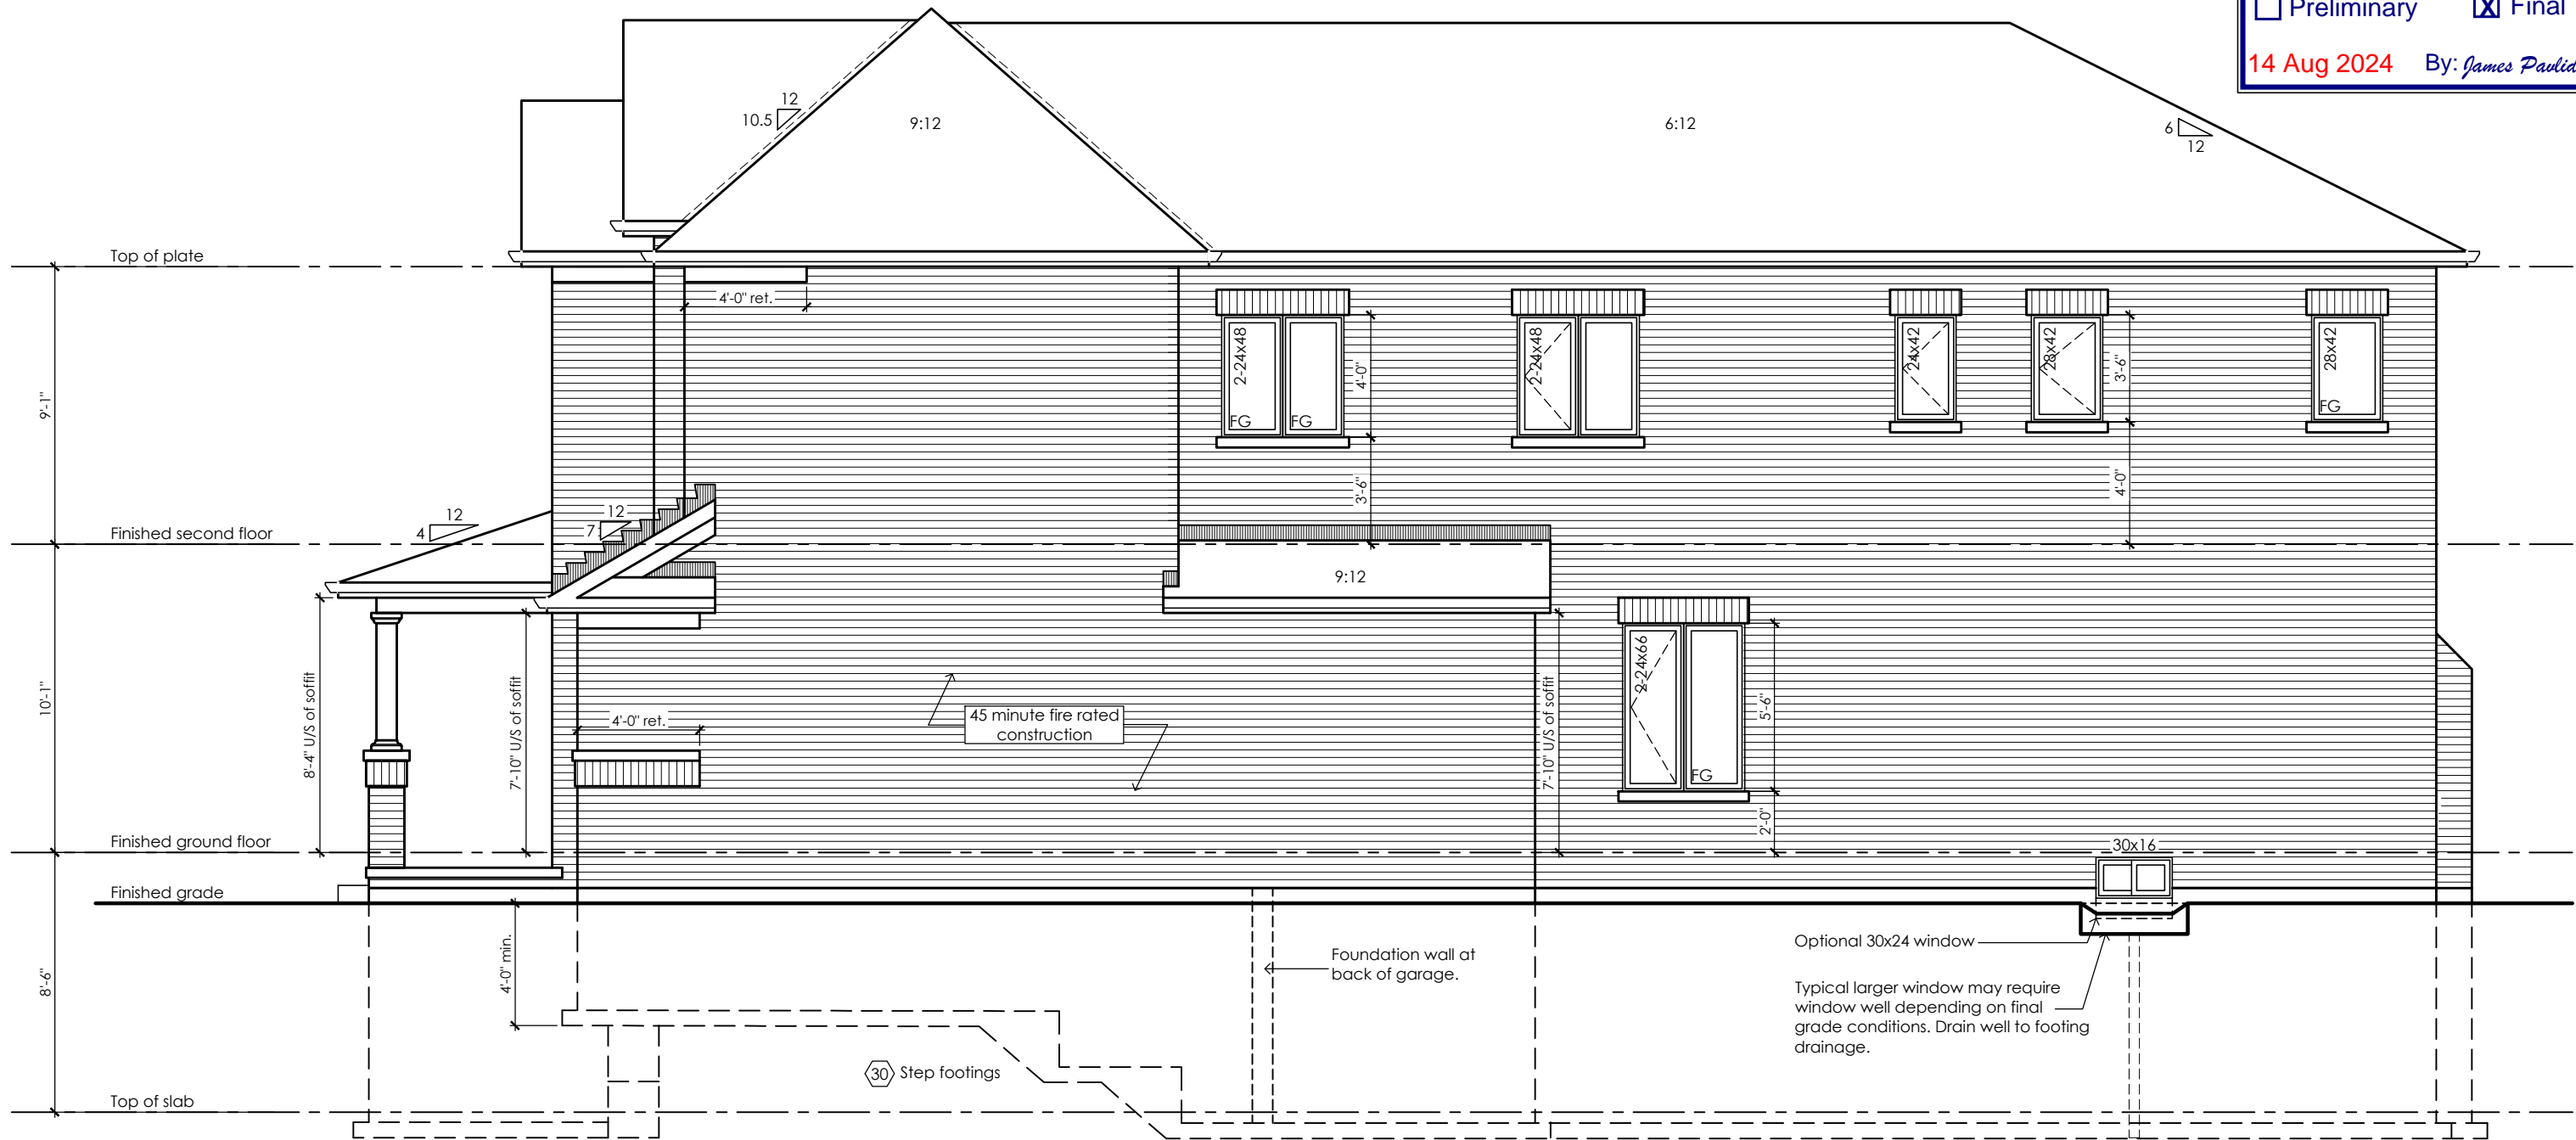 Preliminary
X Final
14 Aug 2024
By: James Pavlid
12
10.5
9:12
6:12
6
12
Top of plate
4'-0" ret.
2-24x48
FG
FG
4'-0"
3'-6"
2-24x48
24x42
28x42
3'-6"
4'-0"
28x42
FG
9'-1"
12
4
12
7
Finished second floor
9:12
10'-1"
8'-4" U/S of soffit
7'-10" U/S of soffit
4'-0" ret.
45 minute fire rated
construction
7'-10" U/S of soffit
2-24x66
FG
5'-6"
2'-0"
Finished ground floor
30x16
Finished grade
8'-6"
4'-0" min.
Foundation wall at
back of garage.
Optional 30x24 window
Typical larger window may require
window well depending on final
grade conditions. Drain well to footing
drainage.
30 Step footings
Top of slab